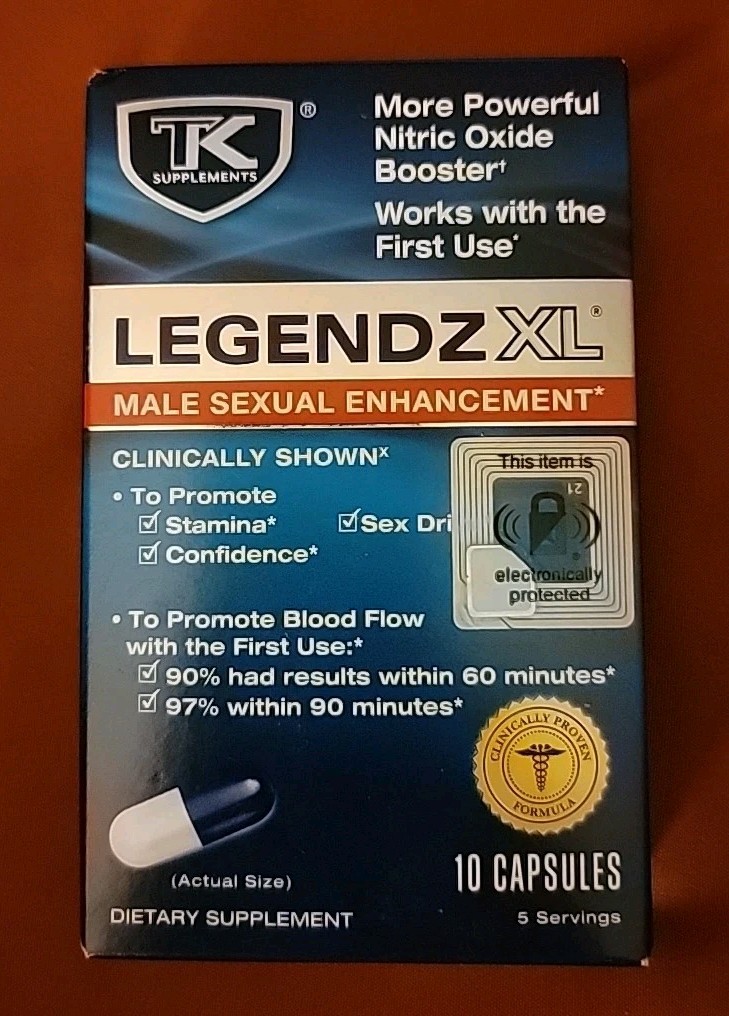 TK
SUPPLEMENTS
®
More Powerful
Nitric Oxide
Booster†
Works with the
First Use*
LEGENDZ XL®
MALE SEXUAL ENHANCEMENT*
CLINICALLY SHOWNˣ
• To Promote
☑ Stamina* ☑ Sex Dri
☑ Confidence*
This item is
21
electronically
protected
®
• To Promote Blood Flow
with the First Use:*
☑ 90% had results within 60 minutes*
☑ 97% within 90 minutes*
CLINICALLY PROVEN
FORMULA
(Actual Size)
10 CAPSULES
DIETARY SUPPLEMENT
5 Servings